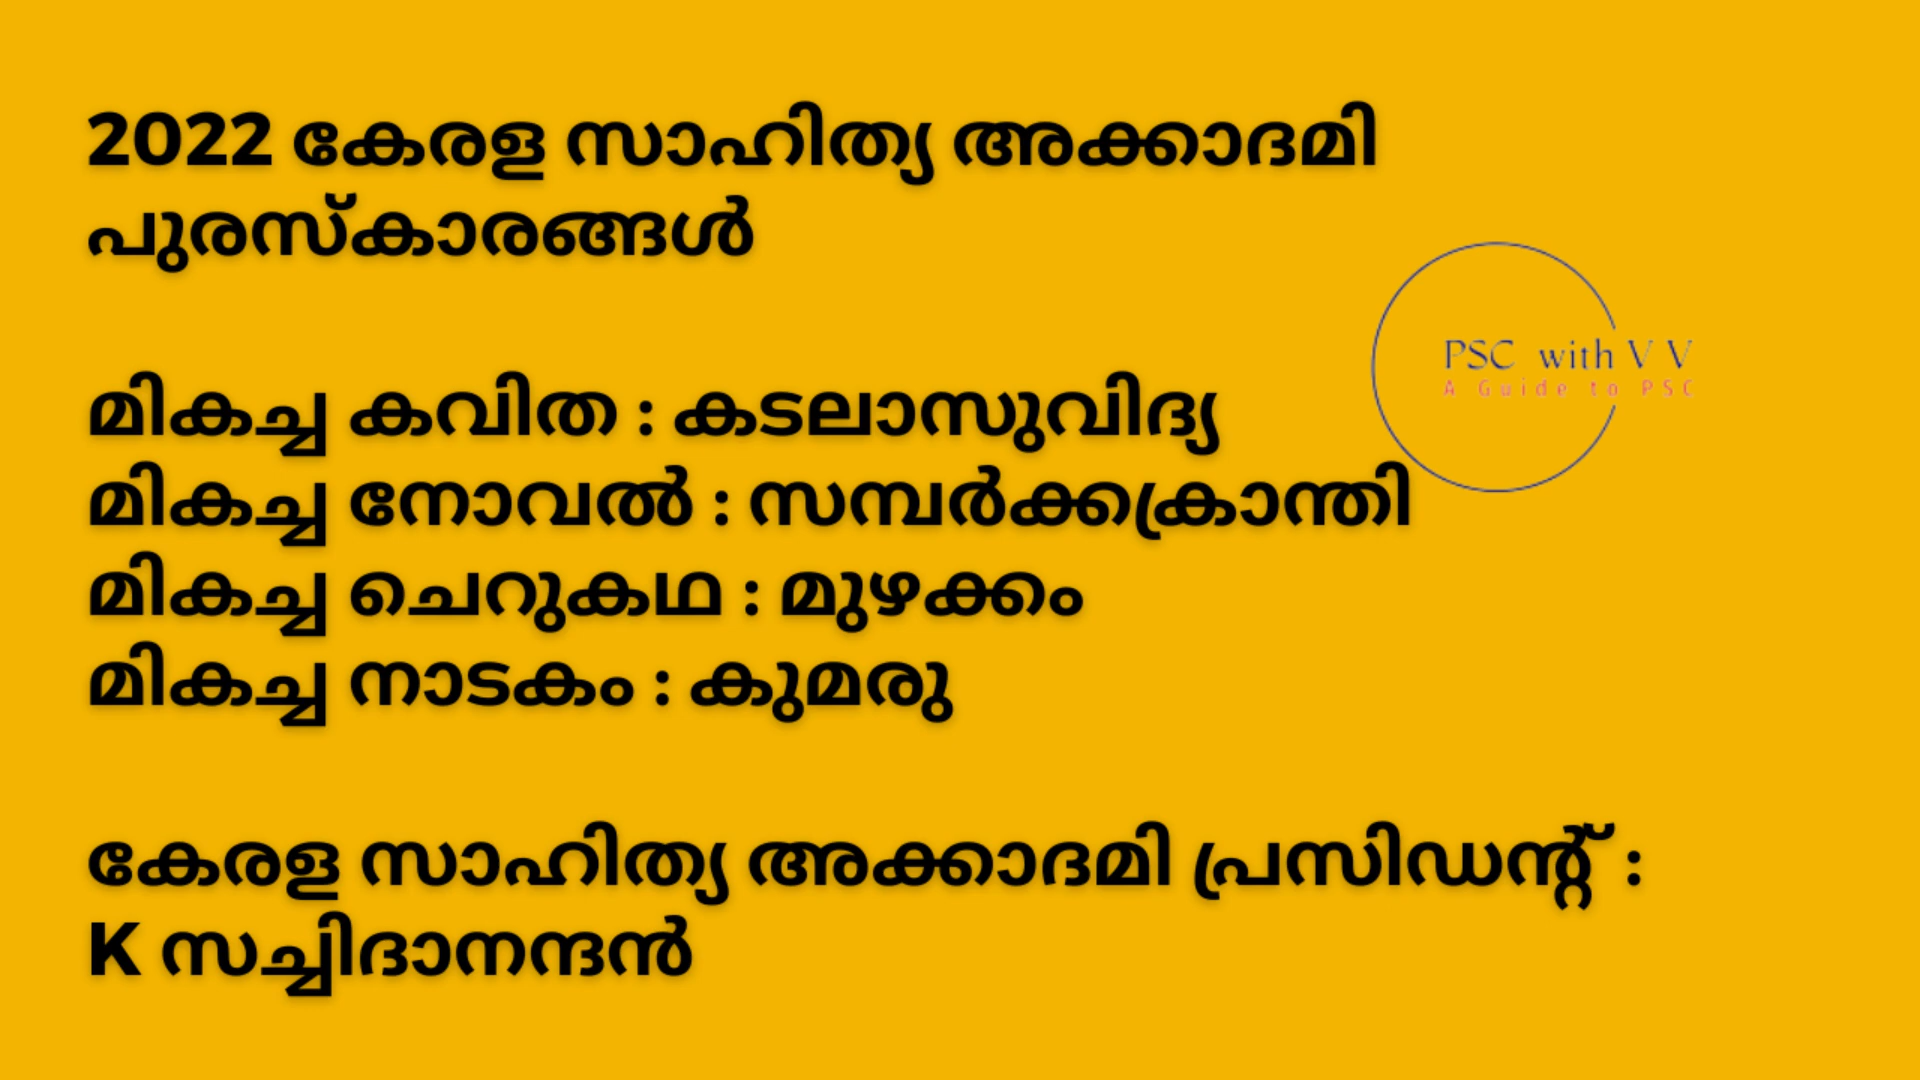 2022 കേരള സാഹിത്യ അക്കാദമി
പുരസ്കാരങ്ങൾ
PSC with V V
A Guide to PSC
മികച്ച കവിത : കടലാസുവിദ്യ
മികച്ച നോവൽ : സമ്പർക്കക്രാന്തി
മികച്ച ചെറുകഥ : മുഴക്കം
മികച്ച നാടകം : കുമരു
കേരള സാഹിത്യ അക്കാദമി പ്രസിഡന്റ് :
K സച്ചിദാനന്ദൻ